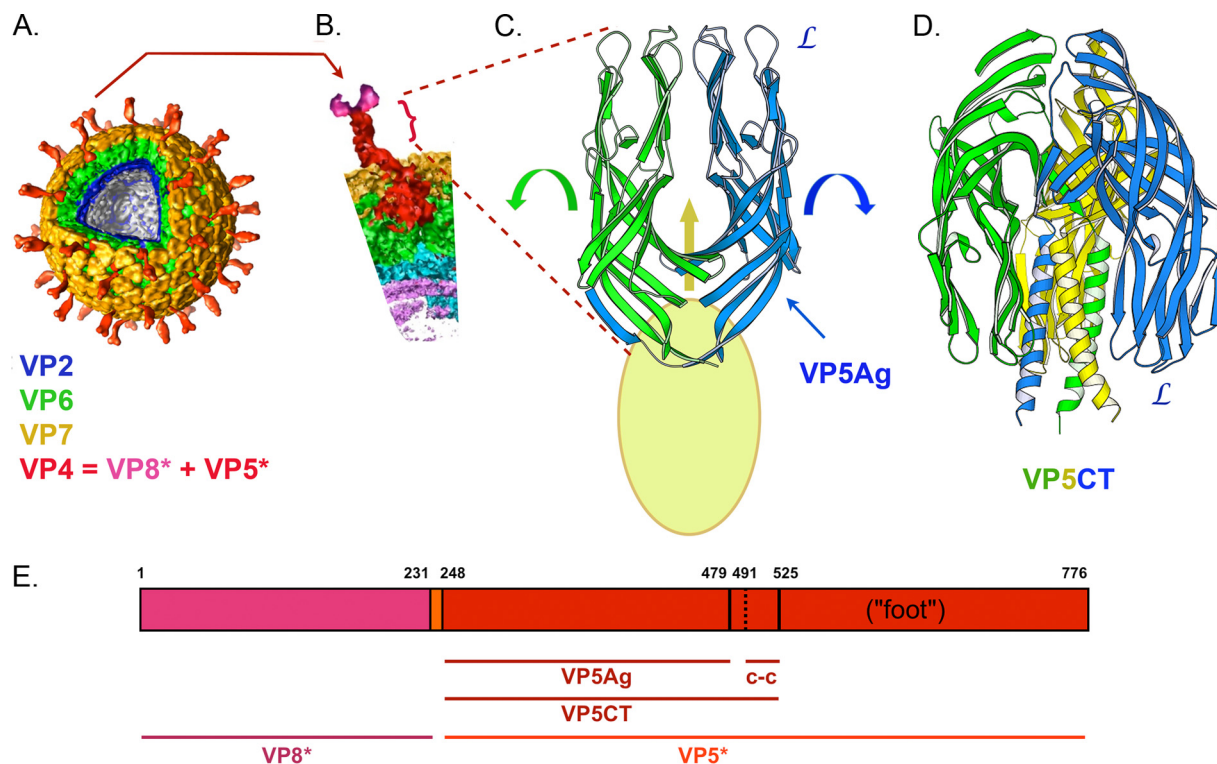 A.
B.
C.
D.
ℒ
VP5Ag
ℒ
VP5CT
VP2
VP6
VP7
VP4 = VP8* + VP5*
E.
1 231 248 479 491 525 776
("foot")
VP5Ag c-c
VP5CT
VP8* VP5*